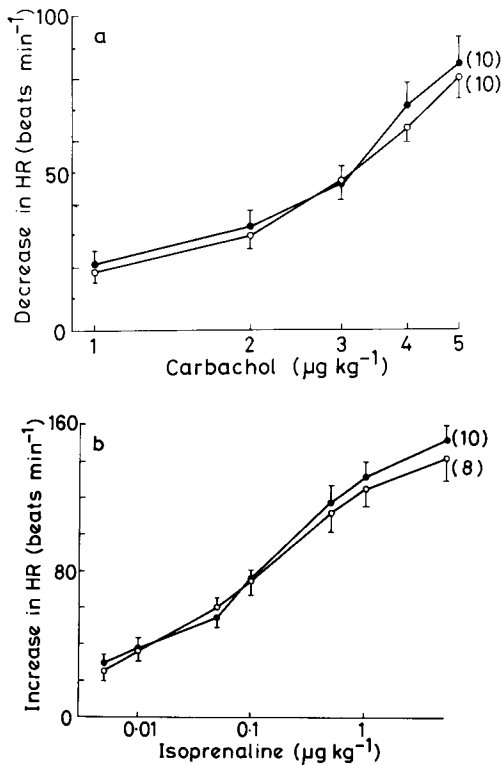 a
Decrease in HR (beats min⁻¹)
100
50
0
(10)
(10)
1 2 3 4 5
Carbachol (µg kg⁻¹)
b
Increase in HR (beats min⁻¹)
160
80
0
(10)
(8)
0·01 0·1 1
Isoprenaline (µg kg⁻¹)